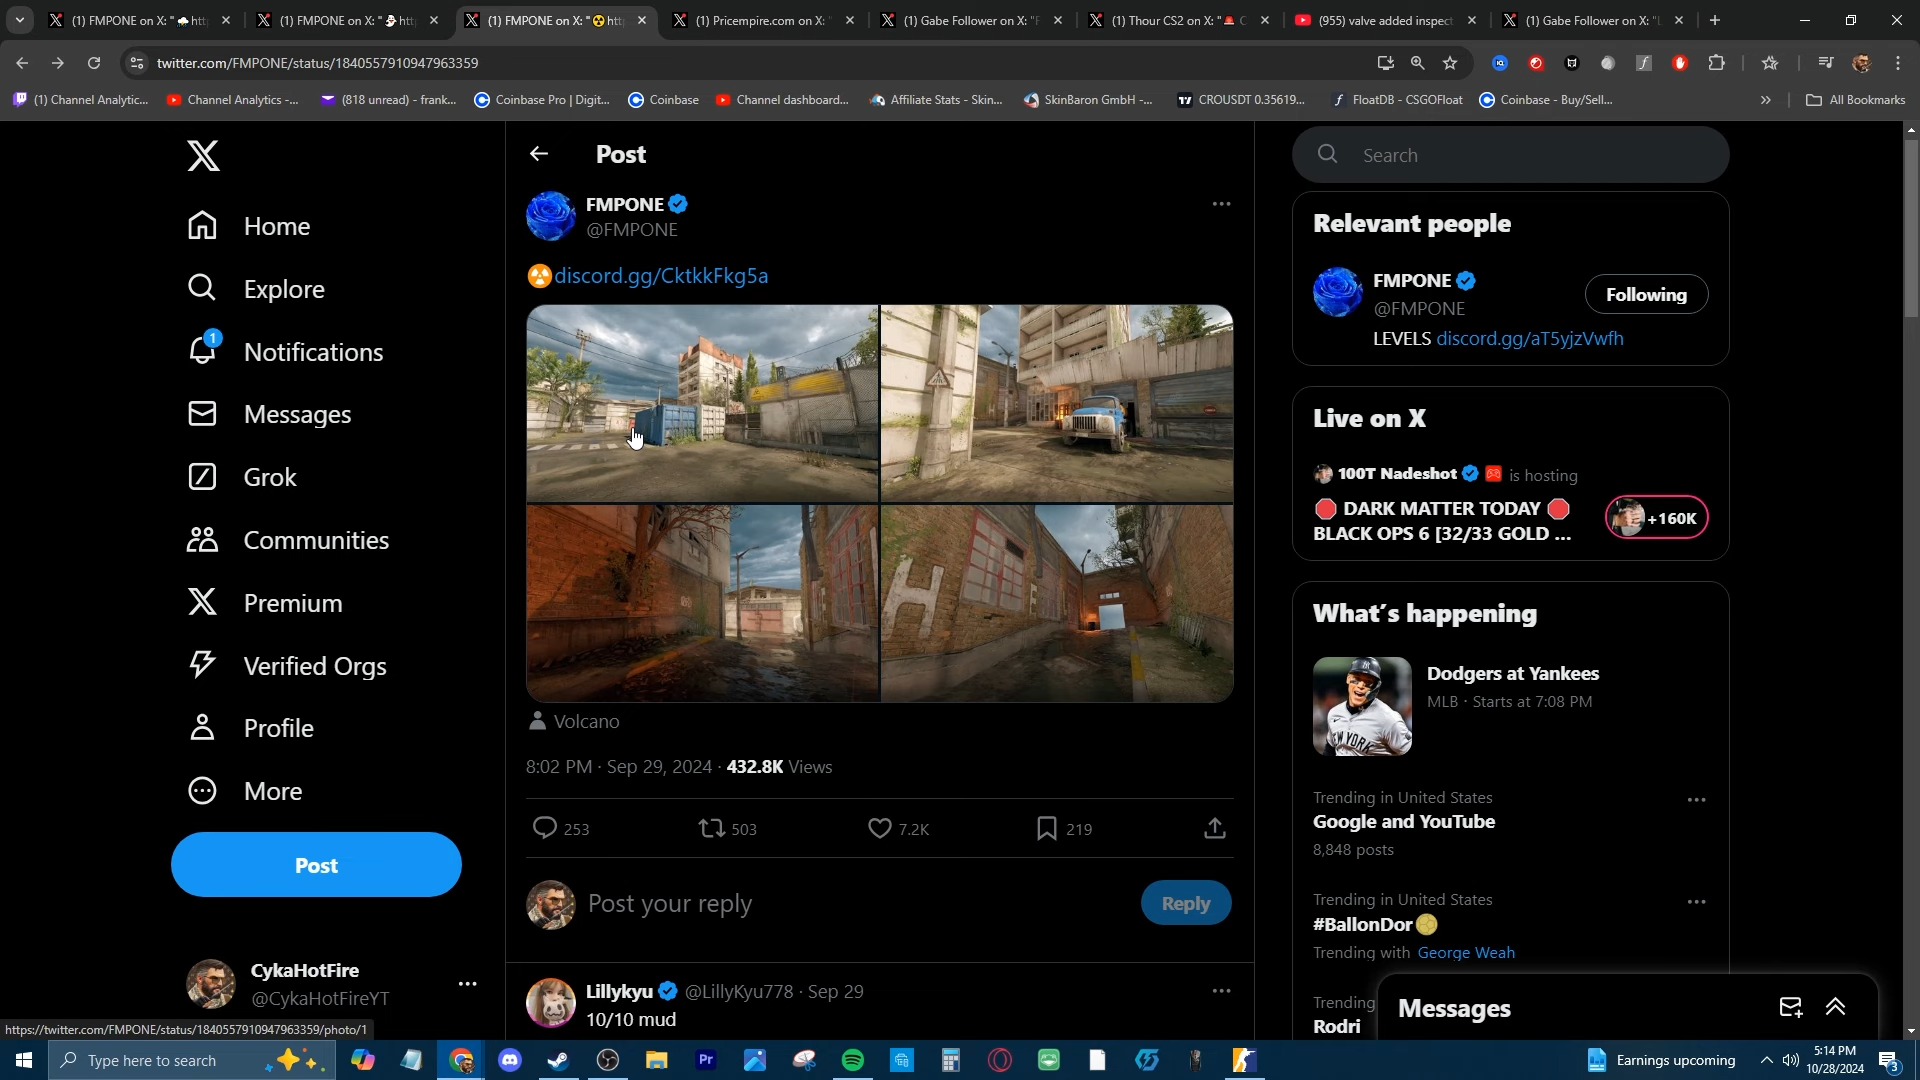 (1) FMPONE on X: "
(1) FMPONE on X: "
(1) FMPONE on X: "
(1) Pricempire.com on X: "
(1) Gabe Follower on X: "F
(1) Thour CS2 on X: "
(955) valve added inspect
(1) Gabe Follower on X: "L
twitter.com/FMPONE/status/1840557910947963359
(1) Channel Analytic...
Channel Analytics -...
(818 unread) - frank...
Coinbase Pro | Digit...
Coinbase
Channel dashboard...
Affiliate Stats - Skin...
SkinBaron GmbH -...
CROUSDT 0.35619...
FloatDB - CSGOFloat
Coinbase - Buy/Sell...
All Bookmarks
Home
Explore
1
Notifications
Messages
Grok
Communities
Premium
Verified Orgs
Profile
More
Post
CykaHotFire
@CykaHotFireYT
Post
FMPONE
@FMPONE
discord.gg/CktkkFkg5a
H
Volcano
8:02 PM · Sep 29, 2024 · 432.8K Views
253
503
7.2K
219
Post your reply
Reply
Lillykyu @LillyKyu778 · Sep 29
10/10 mud
Search
Relevant people
FMPONE
@FMPONE
Following
LEVELS discord.gg/aT5yjzVwfh
Live on X
100T Nadeshot is hosting
DARK MATTER TODAY
BLACK OPS 6 [32/33 GOLD ...
+160K
What's happening
NEW YORK
Dodgers at Yankees
MLB · Starts at 7:08 PM
Trending in United States
Google and YouTube
8,848 posts
Trending in United States
#BallonDor
Trending with George Weah
Trending
Rodri
Messages
https://twitter.com/FMPONE/status/1840557910947963359/photo/1
Type here to search
Pr
Earnings upcoming
5:14 PM
10/28/2024
3